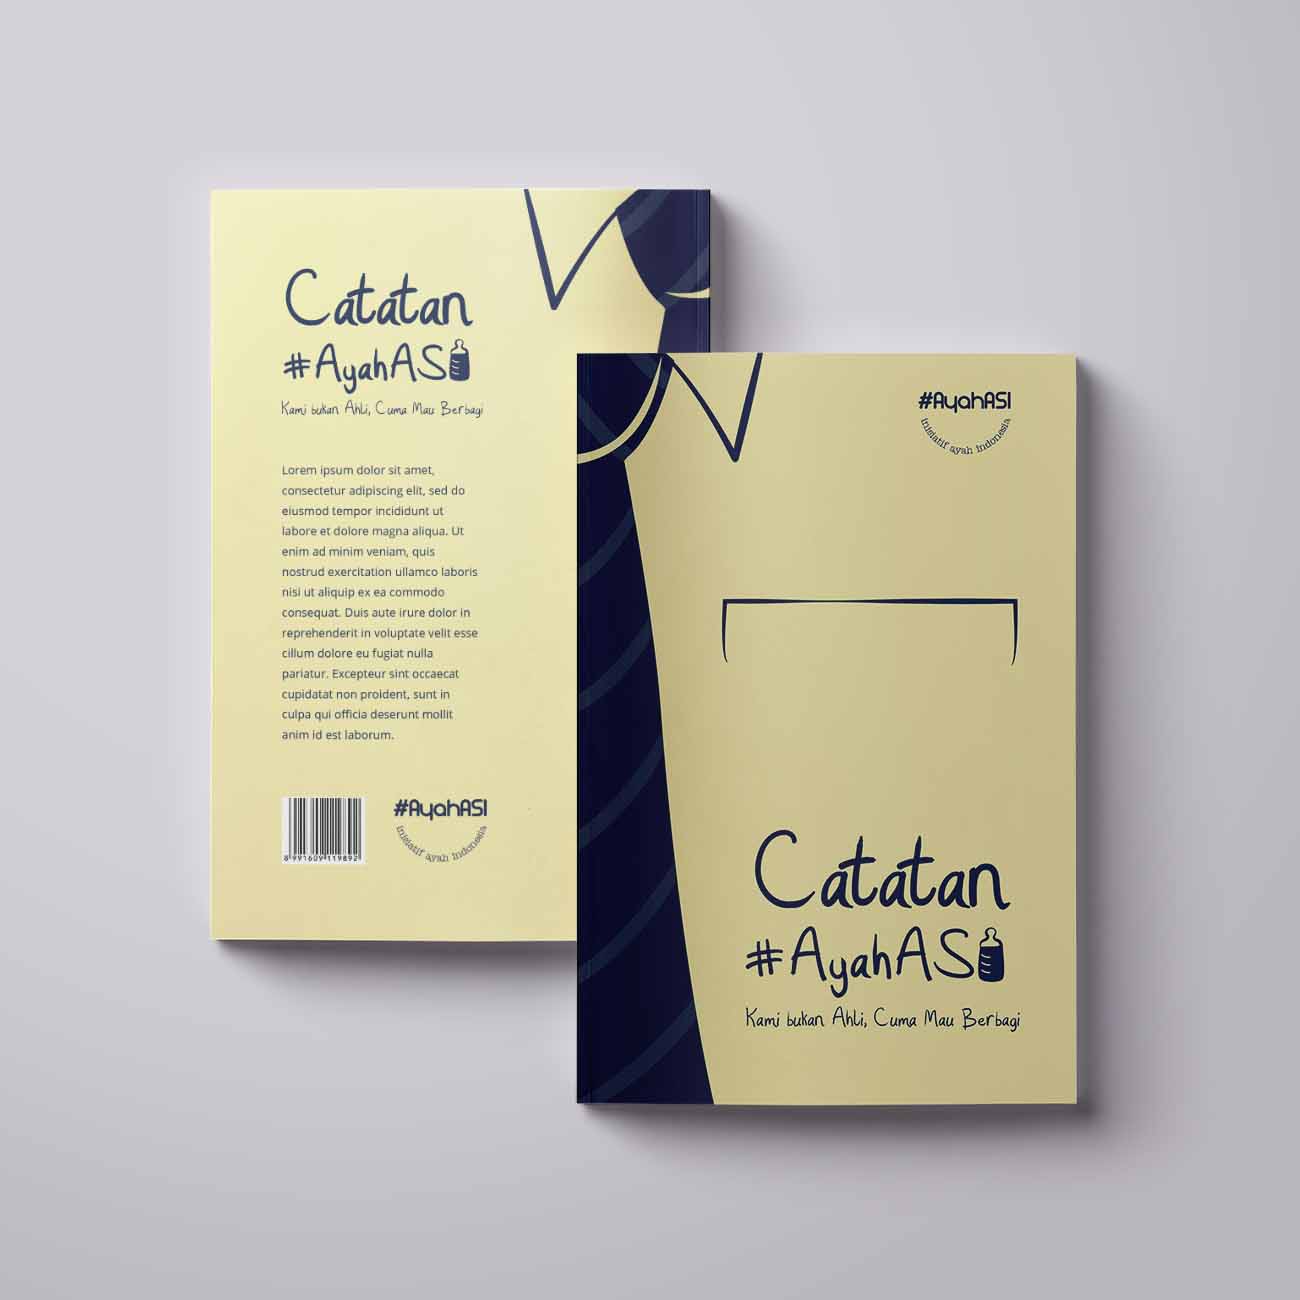 Catatan
#AyahASI
Kami bukan Ahli, Cuma Mau Berbagi
Lorem ipsum dolor sit amet,
consectetur adipiscing elit, sed do
eiusmod tempor incididunt ut
labore et dolore magna aliqua. Ut
enim ad minim veniam, quis
nostrud exercitation ullamco laboris
nisi ut aliquip ex ea commodo
consequat. Duis aute irure dolor in
reprehenderit in voluptate velit esse
cillum dolore eu fugiat nulla
pariatur. Excepteur sint occaecat
cupidatat non proident, sunt in
culpa qui officia deserunt mollit
anim id est laborum.
8 991609 119892
#AyahASI
inisiatif ayah indonesia
#AyahASI
inisiatif ayah indonesia
Catatan
#AyahASI
Kami bukan Ahli, Cuma Mau Berbagi